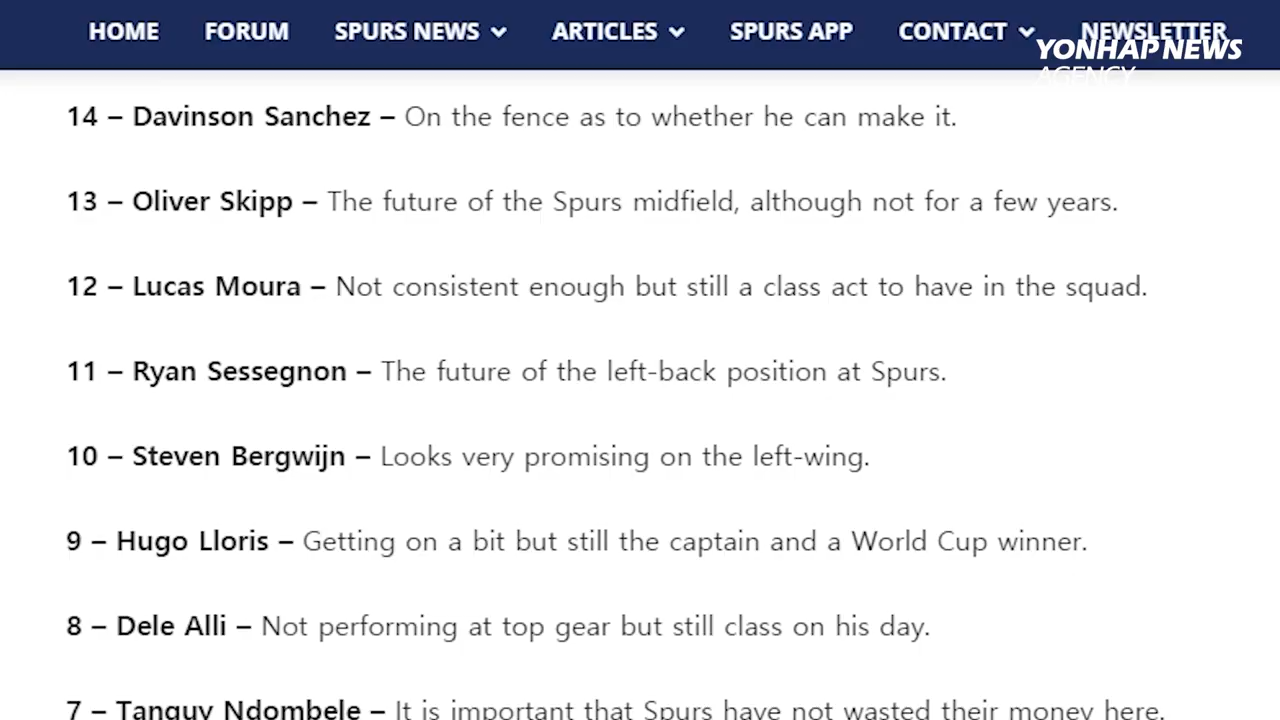 HOME FORUM SPURS NEWS ARTICLES SPURS APP CONTACT NEWSLETTER
YONHAP NEWS
AGENCY
14 – Davinson Sanchez – On the fence as to whether he can make it.
13 – Oliver Skipp – The future of the Spurs midfield, although not for a few years.
12 – Lucas Moura – Not consistent enough but still a class act to have in the squad.
11 – Ryan Sessegnon – The future of the left-back position at Spurs.
10 – Steven Bergwijn – Looks very promising on the left-wing.
9 – Hugo Lloris – Getting on a bit but still the captain and a World Cup winner.
8 – Dele Alli – Not performing at top gear but still class on his day.
7 – Tanguy Ndombele – It is important that Spurs have not wasted their money here.